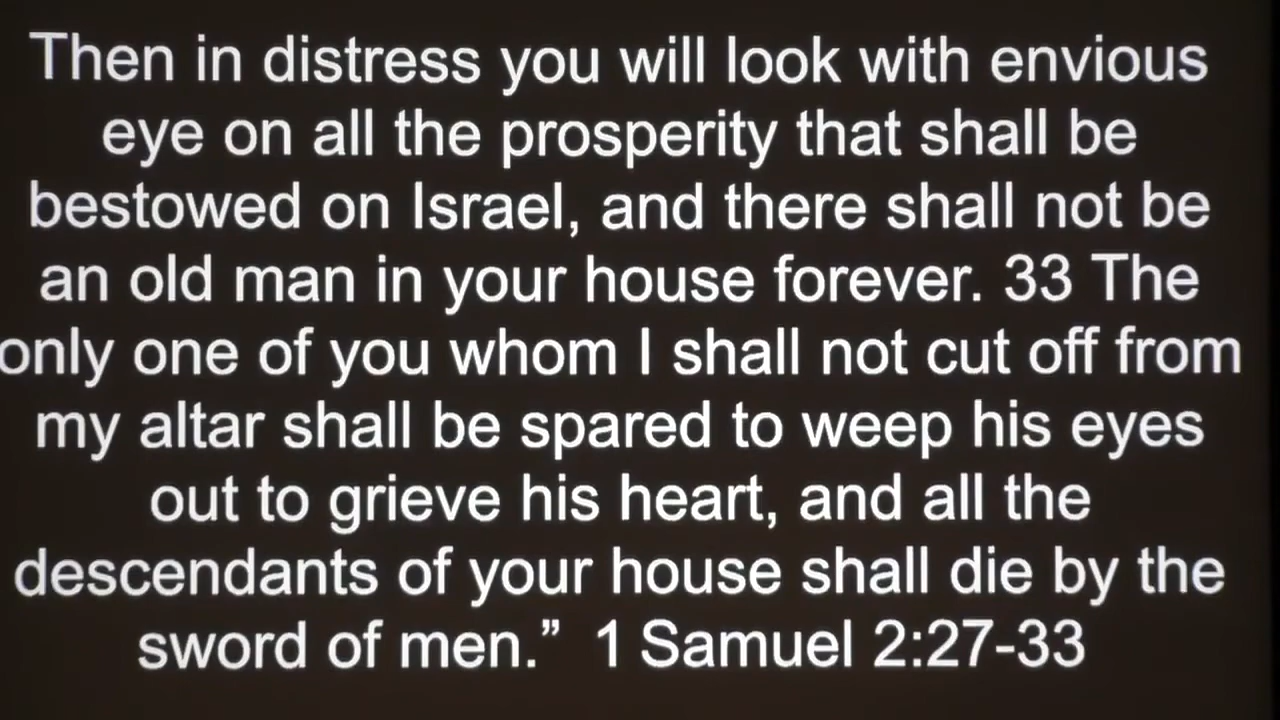 Then in distress you will look with envious
eye on all the prosperity that shall be
bestowed on Israel, and there shall not be
an old man in your house forever. 33 The
only one of you whom I shall not cut off from
my altar shall be spared to weep his eyes
out to grieve his heart, and all the
descendants of your house shall die by the
sword of men.”  1 Samuel 2:27-33